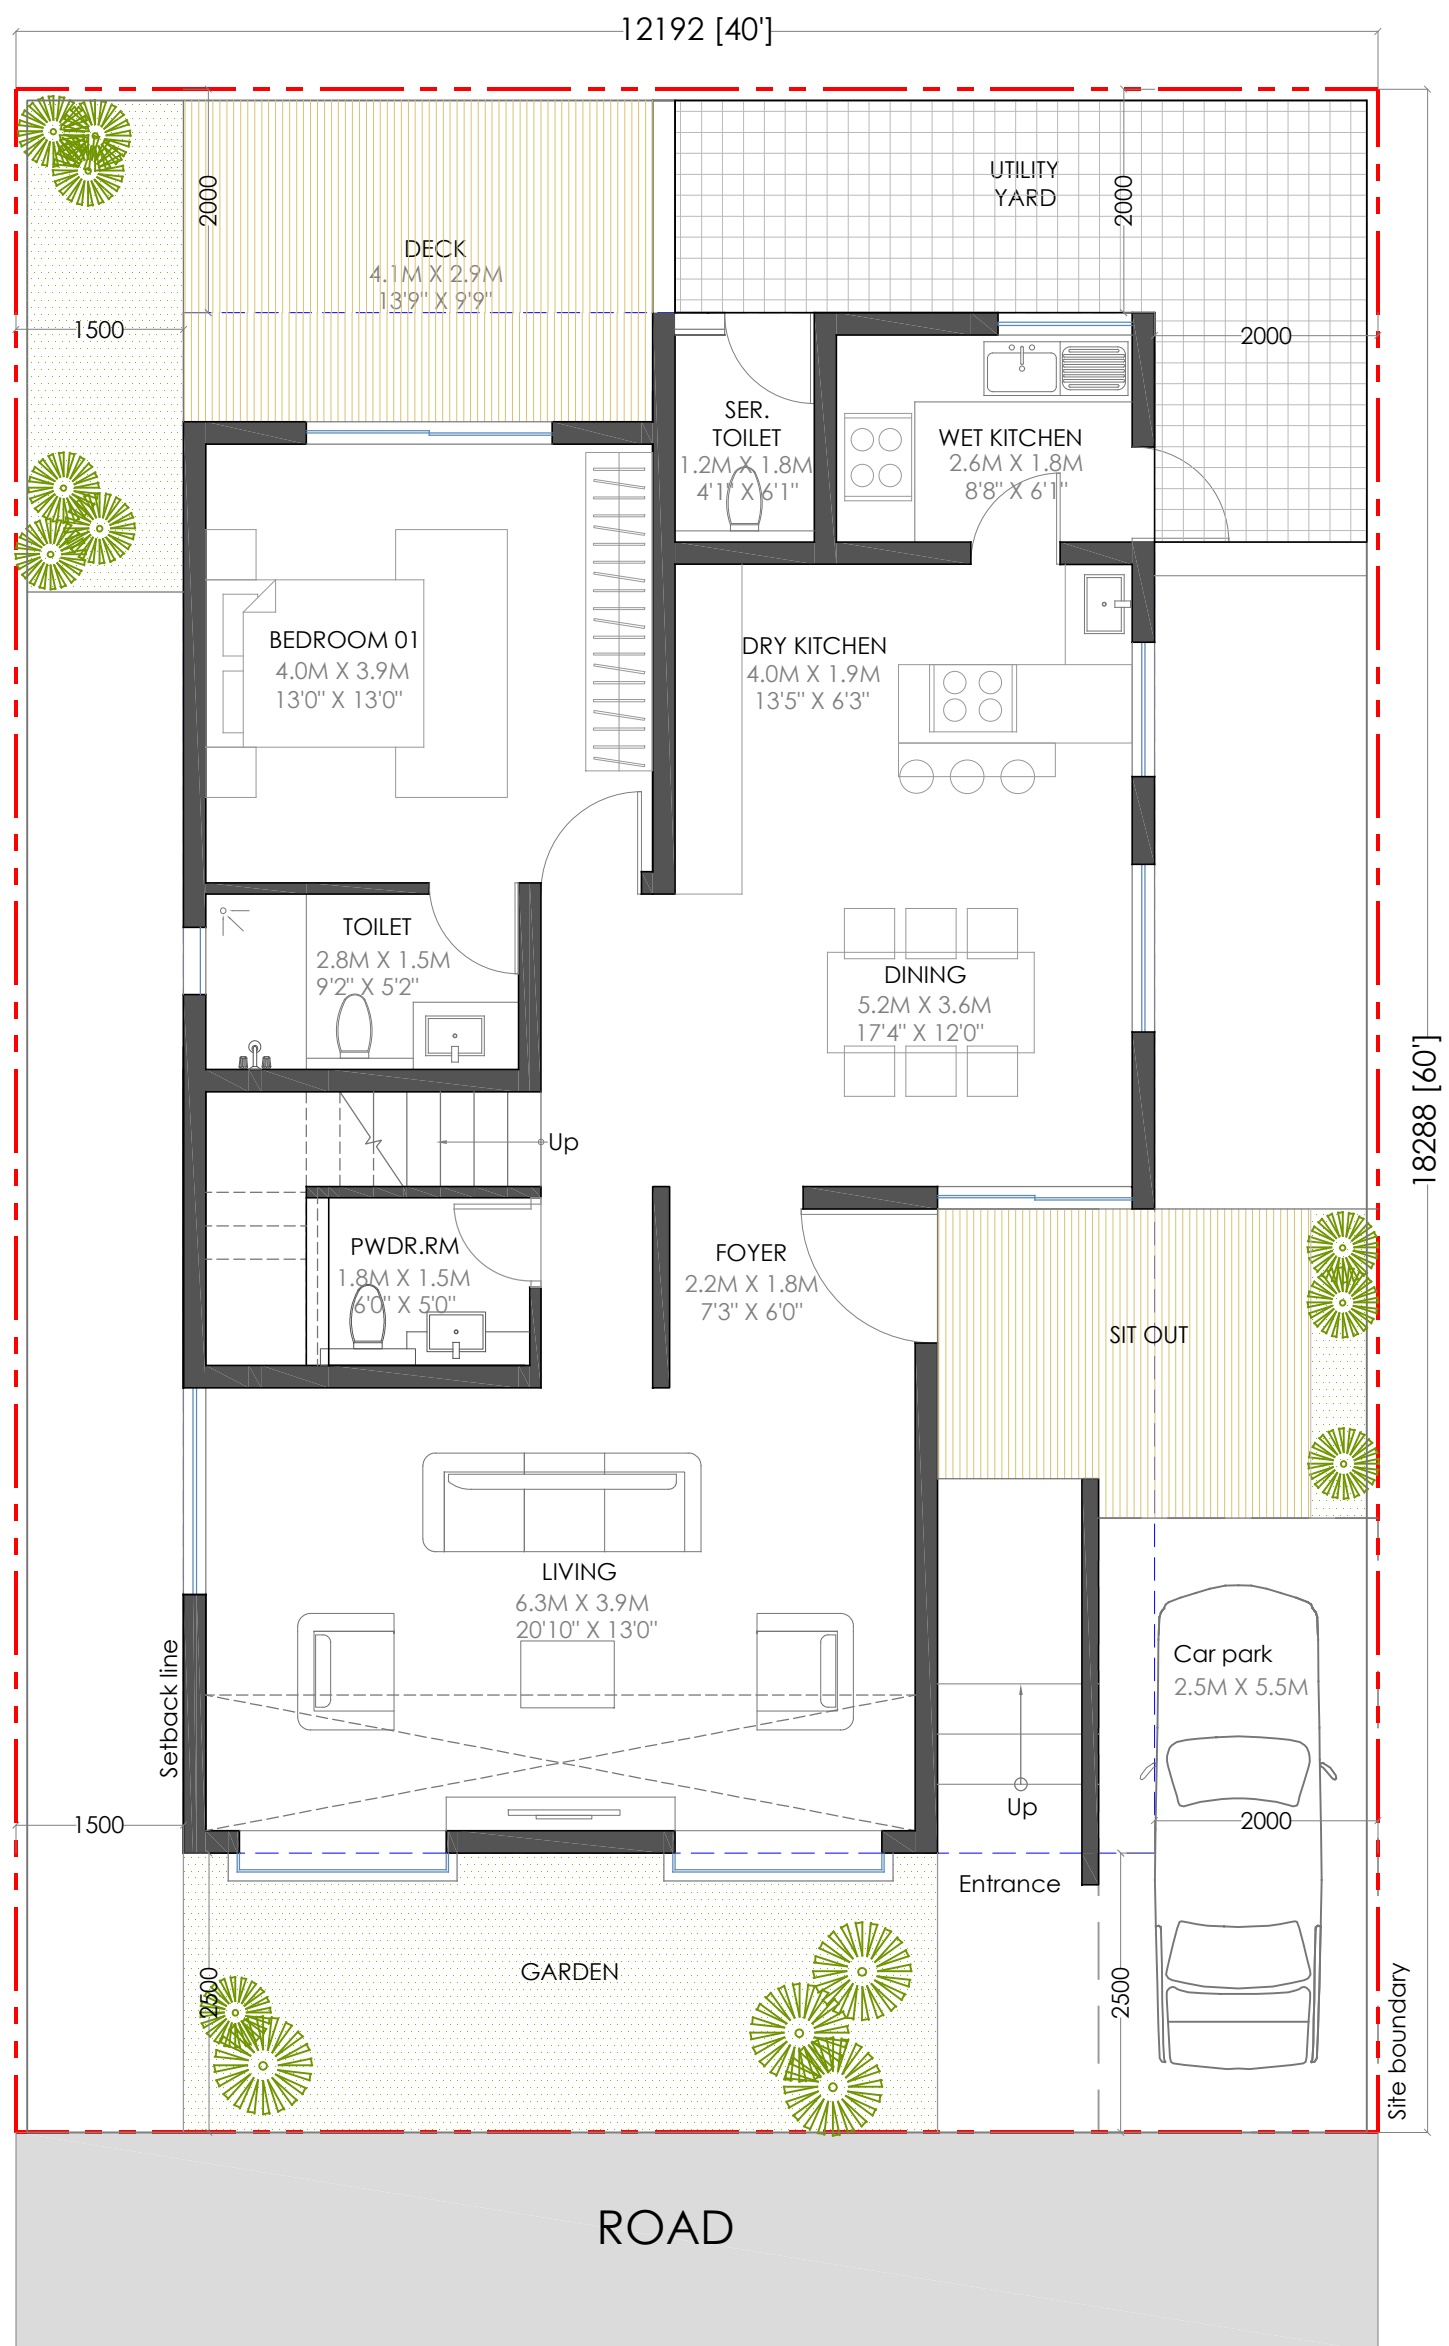 12192 [40']
UTILITY
YARD
2000
2000
DECK
4.1M X 2.9M
13'9" X 9'9"
1500
2000
SER.
TOILET
1.2M X 1.8M
4'1" X 6'1"
WET KITCHEN
2.6M X 1.8M
8'8" X 6'1"
BEDROOM 01
4.0M X 3.9M
13'0" X 13'0"
DRY KITCHEN
4.0M X 1.9M
13'5" X 6'3"
TOILET
2.8M X 1.5M
9'2" X 5'2"
DINING
5.2M X 3.6M
17'4" X 12'0"
18288 [60']
Up
PWDR.RM
1.8M X 1.5M
6'0" X 5'0"
FOYER
2.2M X 1.8M
7'3" X 6'0"
SIT OUT
LIVING
6.3M X 3.9M
20'10" X 13'0"
Setback line
Car park
2.5M X 5.5M
Up
1500
2000
Entrance
GARDEN
2500
2500
Site boundary
ROAD